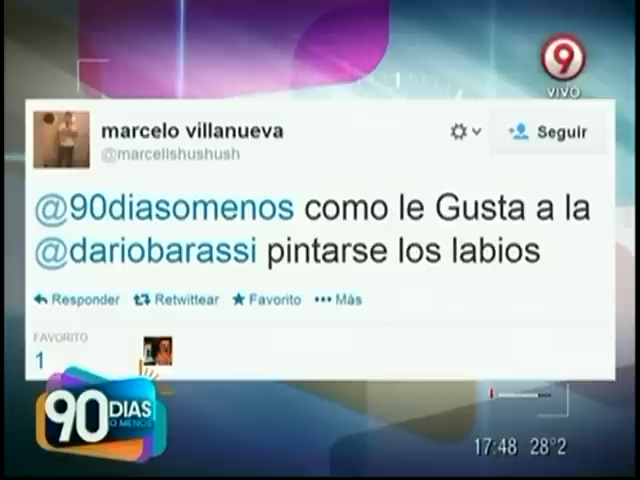 9
VIVO
marcelo villanueva
@marcellshushush
Seguir
@90diasomenos como le Gusta a la
@dariobarassi pintarse los labios
Responder Retwittear Favorito Más
FAVORITO
1
90 DIAS
O MENOS
17:48 28°2